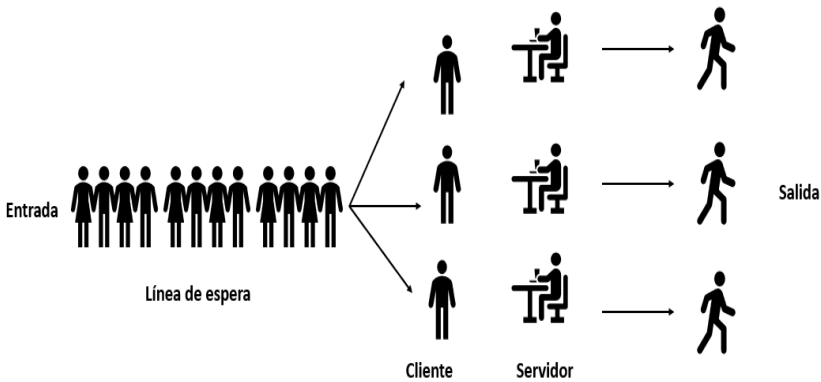 Entrada
Línea de espera
Cliente
Servidor
Salida